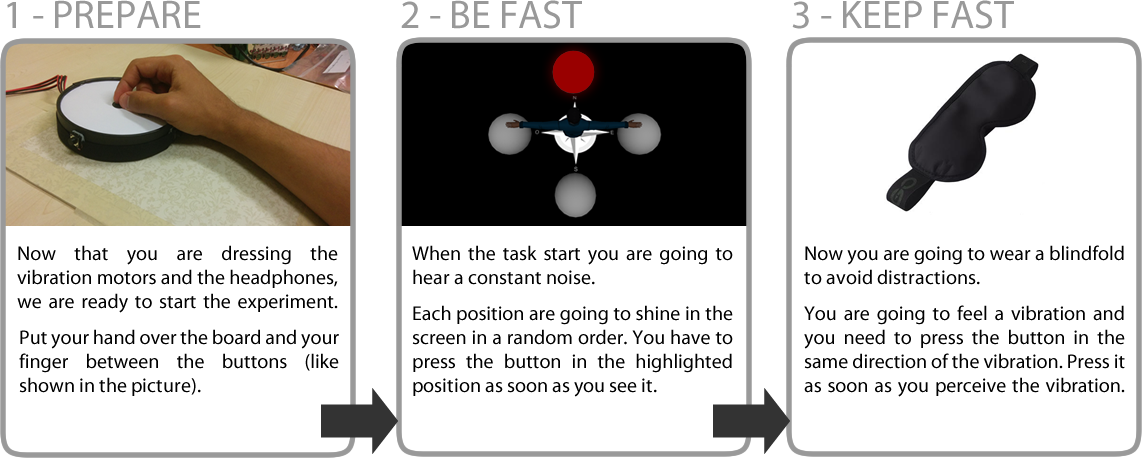 1 - PREPARE
Now that you are dressing the
vibration motors and the headphones,
we are ready to start the experiment.
Put your hand over the board and your
finger between the buttons (like
shown in the picture).
2 - BE FAST
N
O
S
When the task start you are going to
hear a constant noise.
Each position are going to shine in the
screen in a random order. You have to
press the button in the highlighted
position as soon as you see it.
3 - KEEP FAST
Now you are going to wear a blindfold
to avoid distractions.
You are going to feel a vibration and
you need to press the button in the
same direction of the vibration. Press it
as soon as you perceive the vibration.